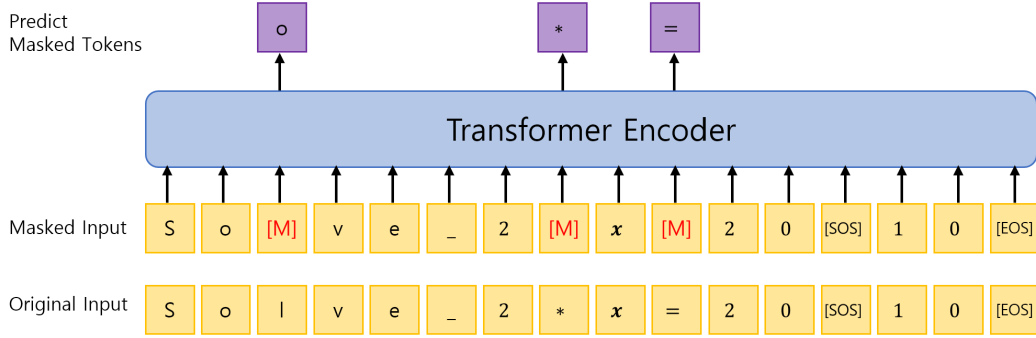 Predict
Masked Tokens
o * =
Transformer Encoder
Masked Input S o [M] v e _ 2 [M] x [M] 2 0 [SOS] 1 0 [EOS]
Original Input S o l v e _ 2 * x = 2 0 [SOS] 1 0 [EOS]